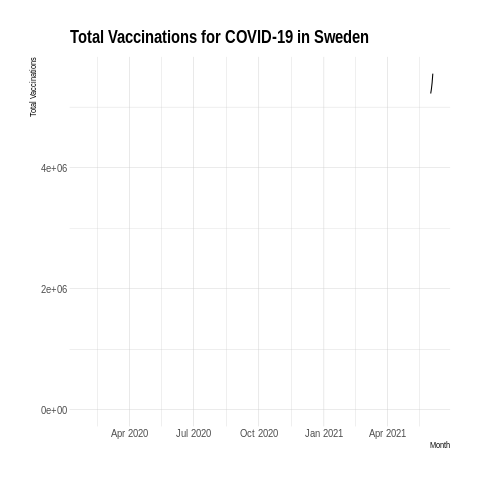 Total Vaccinations for COVID-19 in Sweden
Total Vaccinations
4e+06
2e+06
0e+00
Apr 2020 Jul 2020 Oct 2020 Jan 2021 Apr 2021
Month